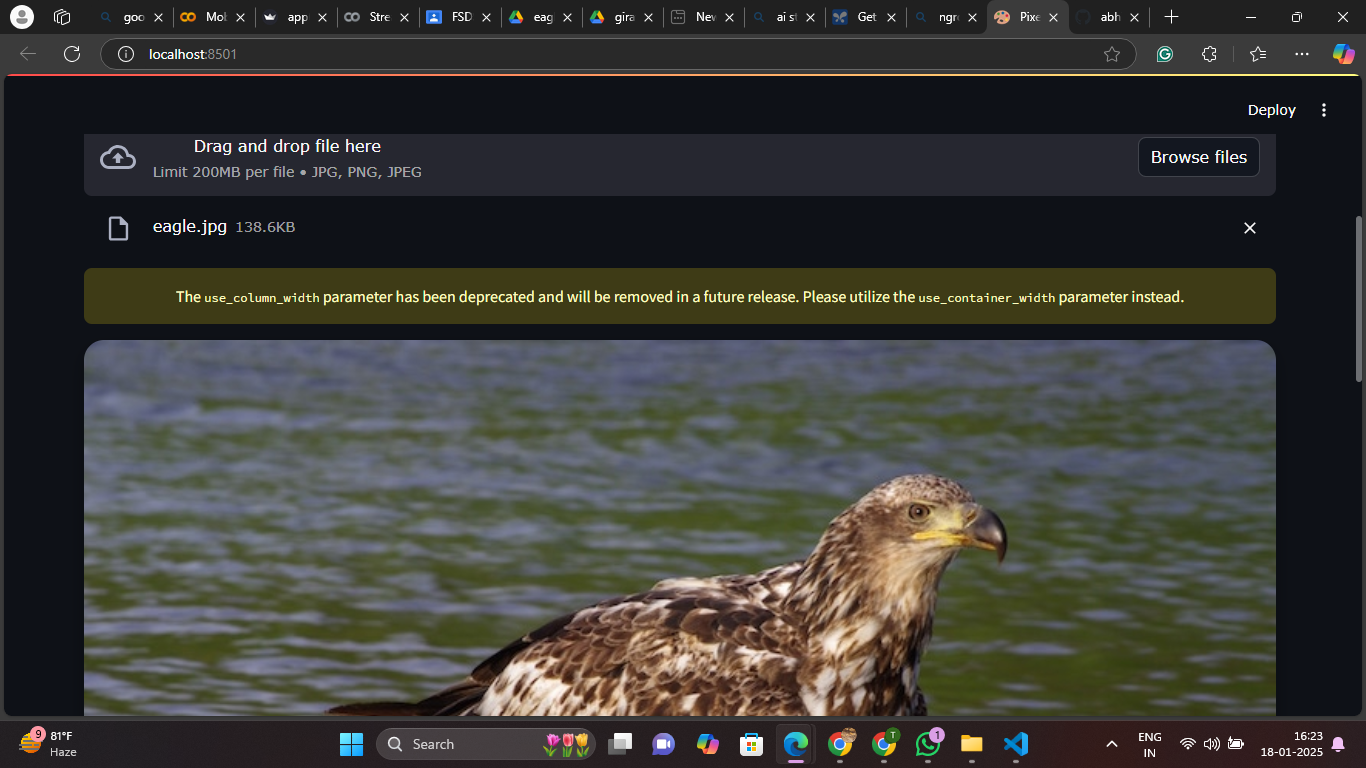 goo
Mob
app
Stre
FSD
eag
gira
New
ai st
Get
ngro
Pixe
abh
localhost:8501
Deploy
Drag and drop file here
Limit 200MB per file • JPG, PNG, JPEG
Browse files
eagle.jpg 138.6KB
The use_column_width parameter has been deprecated and will be removed in a future release. Please utilize the use_container_width parameter instead.
9
81°F
Haze
Search
T
1
ENG
IN
16:23
18-01-2025